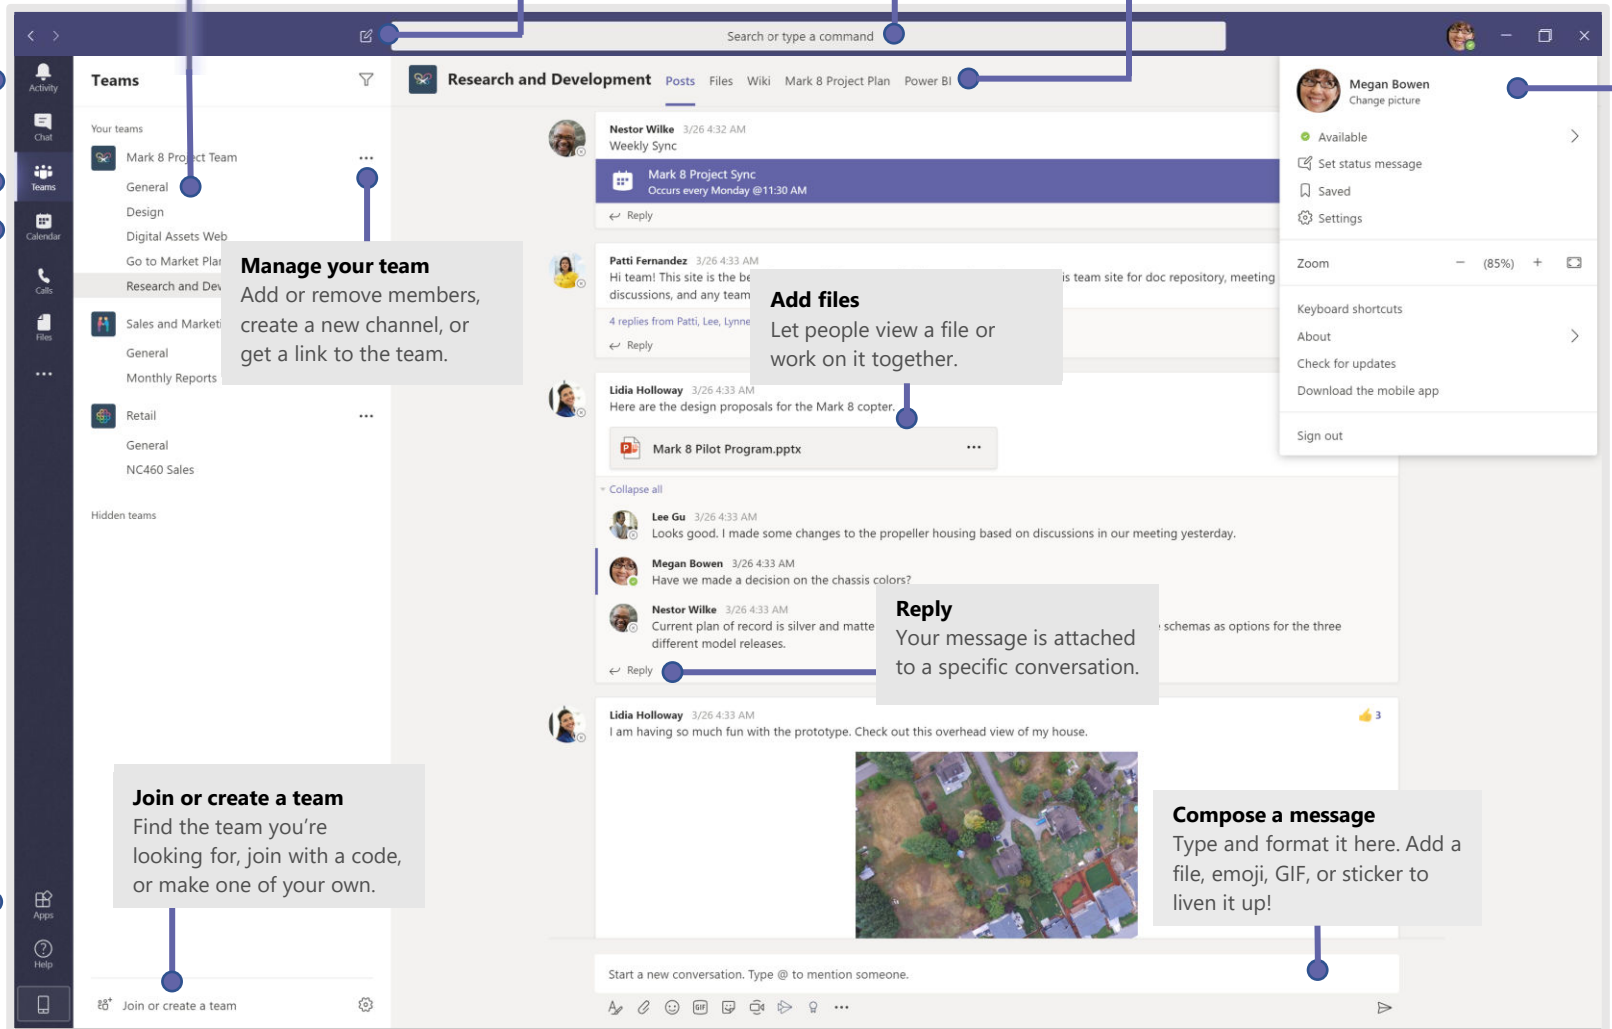 Search or type a command
Activity
Chat
Teams
Calendar
Calls
Files
Apps
Help
Teams
Your teams
Mark 8 Project Team
General
Design
Digital Assets Web
Go to Market Plan
Research and Dev
Sales and Marketi
General
Monthly Reports
Retail
General
NC460 Sales
Hidden teams
Join or create a team
Manage your team
Add or remove members,
create a new channel, or
get a link to the team.
Join or create a team
Find the team you’re
looking for, join with a code,
or make one of your own.
Research and Development Posts Files Wiki Mark 8 Project Plan Power BI
Nestor Wilke 3/26 4:32 AM
Weekly Sync
Mark 8 Project Sync
Occurs every Monday @11:30 AM
Reply
Patti Fernandez 3/26 4:33 AM
Hi team! This site is the be is team site for doc repository, meeting
discussions, and any team
4 replies from Patti, Lee, Lynne
Reply
Add files
Let people view a file or
work on it together.
Lidia Holloway 3/26 4:33 AM
Here are the design proposals for the Mark 8 copter.
Mark 8 Pilot Program.pptx
Collapse all
Lee Gu 3/26 4:33 AM
Looks good. I made some changes to the propeller housing based on discussions in our meeting yesterday.
Megan Bowen 3/26 4:33 AM
Have we made a decision on the chassis colors?
Nestor Wilke 3/26 4:33 AM
Current plan of record is silver and matte schemas as options for the three
different model releases.
Reply
Reply
Your message is attached
to a specific conversation.
Lidia Holloway 3/26 4:33 AM
3
I am having so much fun with the prototype. Check out this overhead view of my house.
Compose a message
Type and format it here. Add a
file, emoji, GIF, or sticker to
liven it up!
Start a new conversation. Type @ to mention someone.
GIF
Megan Bowen
Change picture
Available
Set status message
Saved
Settings
Zoom − (85%) +
Keyboard shortcuts
About
Check for updates
Download the mobile app
Sign out